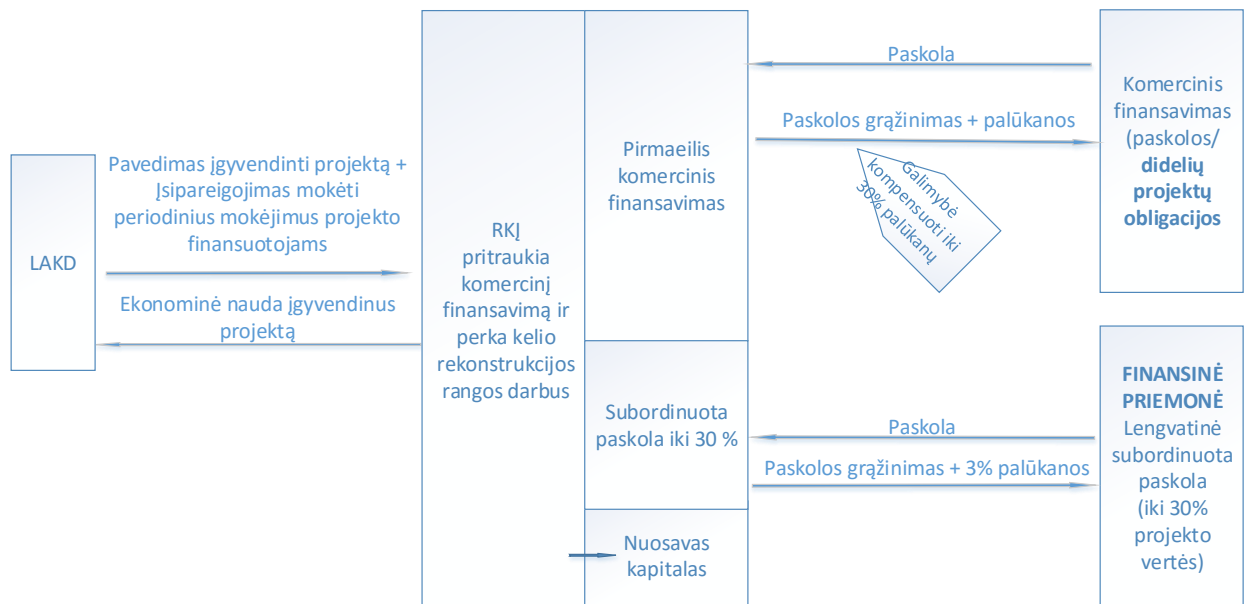 LAKD
Pavedimas įgyvendinti projektą +
Įsipareigojimas mokėti
periodinius mokėjimus projekto
finansuotojams
Ekonominė nauda įgyvendinus
projektą
RKĮ
pritraukia
komercinį
finansavimą ir
perka kelio
rekonstrukcijos
rangos darbus
Pirmaeilis
komercinis
finansavimas
Subordinuota
paskola iki 30 %
Nuosavas
kapitalas
Paskola
Paskolos grąžinimas + palūkanos
Galimybė
kompensuoti iki
30% palūkanų
Paskola
Paskolos grąžinimas + 3% palūkanos
Komercinis
finansavimas
(paskolos/
didelių
projektų
obligacijos
FINANSINĖ
PRIEMONĖ
Lengvatinė
subordinuota
paskola
(iki 30%
projekto
vertės)